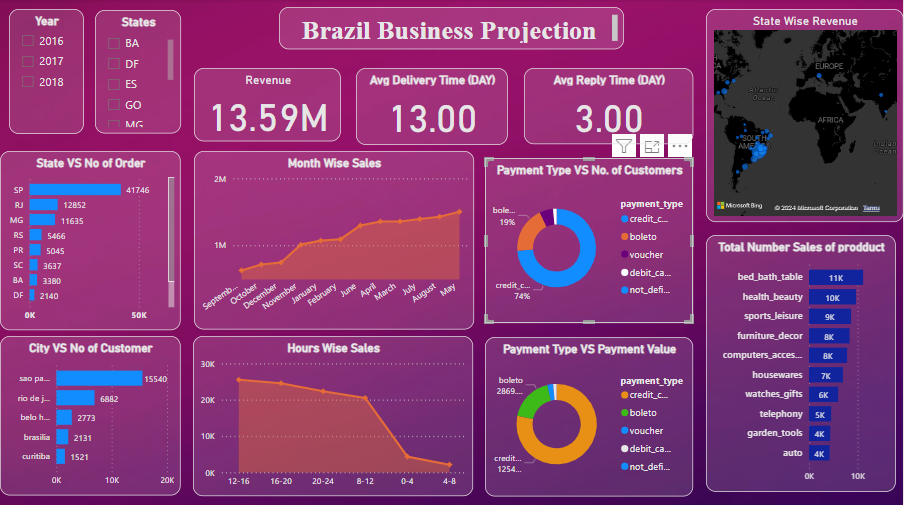 Year
2016
2017
2018
States
BA
DF
ES
GO
MG
Brazil Business Projection
Revenue
13.59M
Avg Delivery Time (DAY)
13.00
Avg Reply Time (DAY)
3.00
State Wise Revenue
EUROPE
Atlantic
Ocean
AFRICA
SOUTH
AMERICA
Indian
Ocean
Microsoft Bing
© 2024 Microsoft Corporation Terms
State VS No of Order
SP 41746
RJ 12852
MG 11635
RS 5466
PR 5045
SC 3637
BA 3380
DF 2140
0K 50K
Month Wise Sales
2M
1M
Septemb... October December November January February June April March July August May
Payment Type VS No. of Customers
bole...
19%
credit_c...
74%
payment_type
credit_c...
boleto
voucher
debit_ca...
not_defi...
City VS No of Customer
sao pa... 15540
rio de j... 6882
belo h... 2773
brasilia 2131
curitiba 1521
0K 10K 20K
Hours Wise Sales
30K
20K
10K
0K
12-16 16-20 20-24 8-12 0-4 4-8
Payment Type VS Payment Value
boleto
2869...
credit...
1254...
payment_type
credit_c...
boleto
voucher
debit_ca...
not_defi...
Total Number Sales of prodduct
bed_bath_table 11K
health_beauty 10K
sports_leisure 9K
furniture_decor 8K
computers_acces... 8K
housewares 7K
watches_gifts 6K
telephony 5K
garden_tools 4K
auto 4K
0K 10K